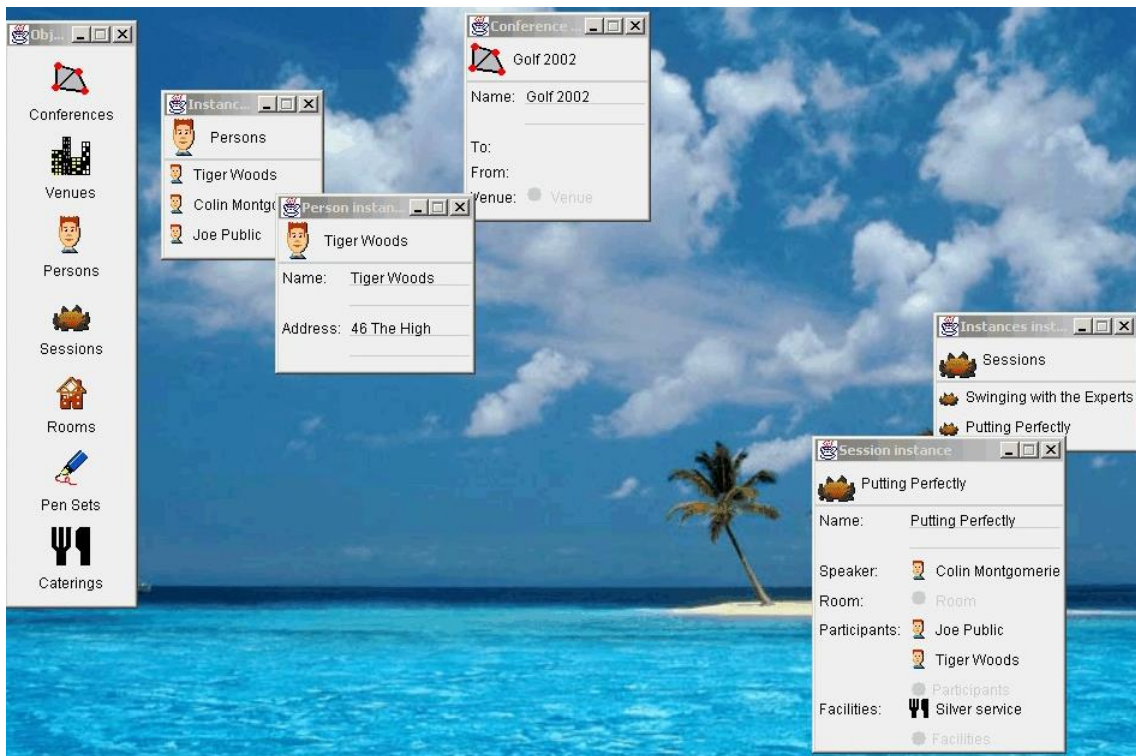 Obj...
Conferences
Venues
Persons
Sessions
Rooms
Pen Sets
Caterings
Instanc...
Persons
Tiger Woods
Colin Montgo
Joe Public
Person instan...
Tiger Woods
Name: Tiger Woods
Address: 46 The High
Conference ...
Golf 2002
Name: Golf 2002
To:
From:
Venue: Venue
Instances inst...
Sessions
Swinging with the Experts
Putting Perfectly
Session instance
Putting Perfectly
Name: Putting Perfectly
Speaker: Colin Montgomerie
Room: Room
Participants: Joe Public
Tiger Woods
Participants
Facilities: Silver service
Facilities